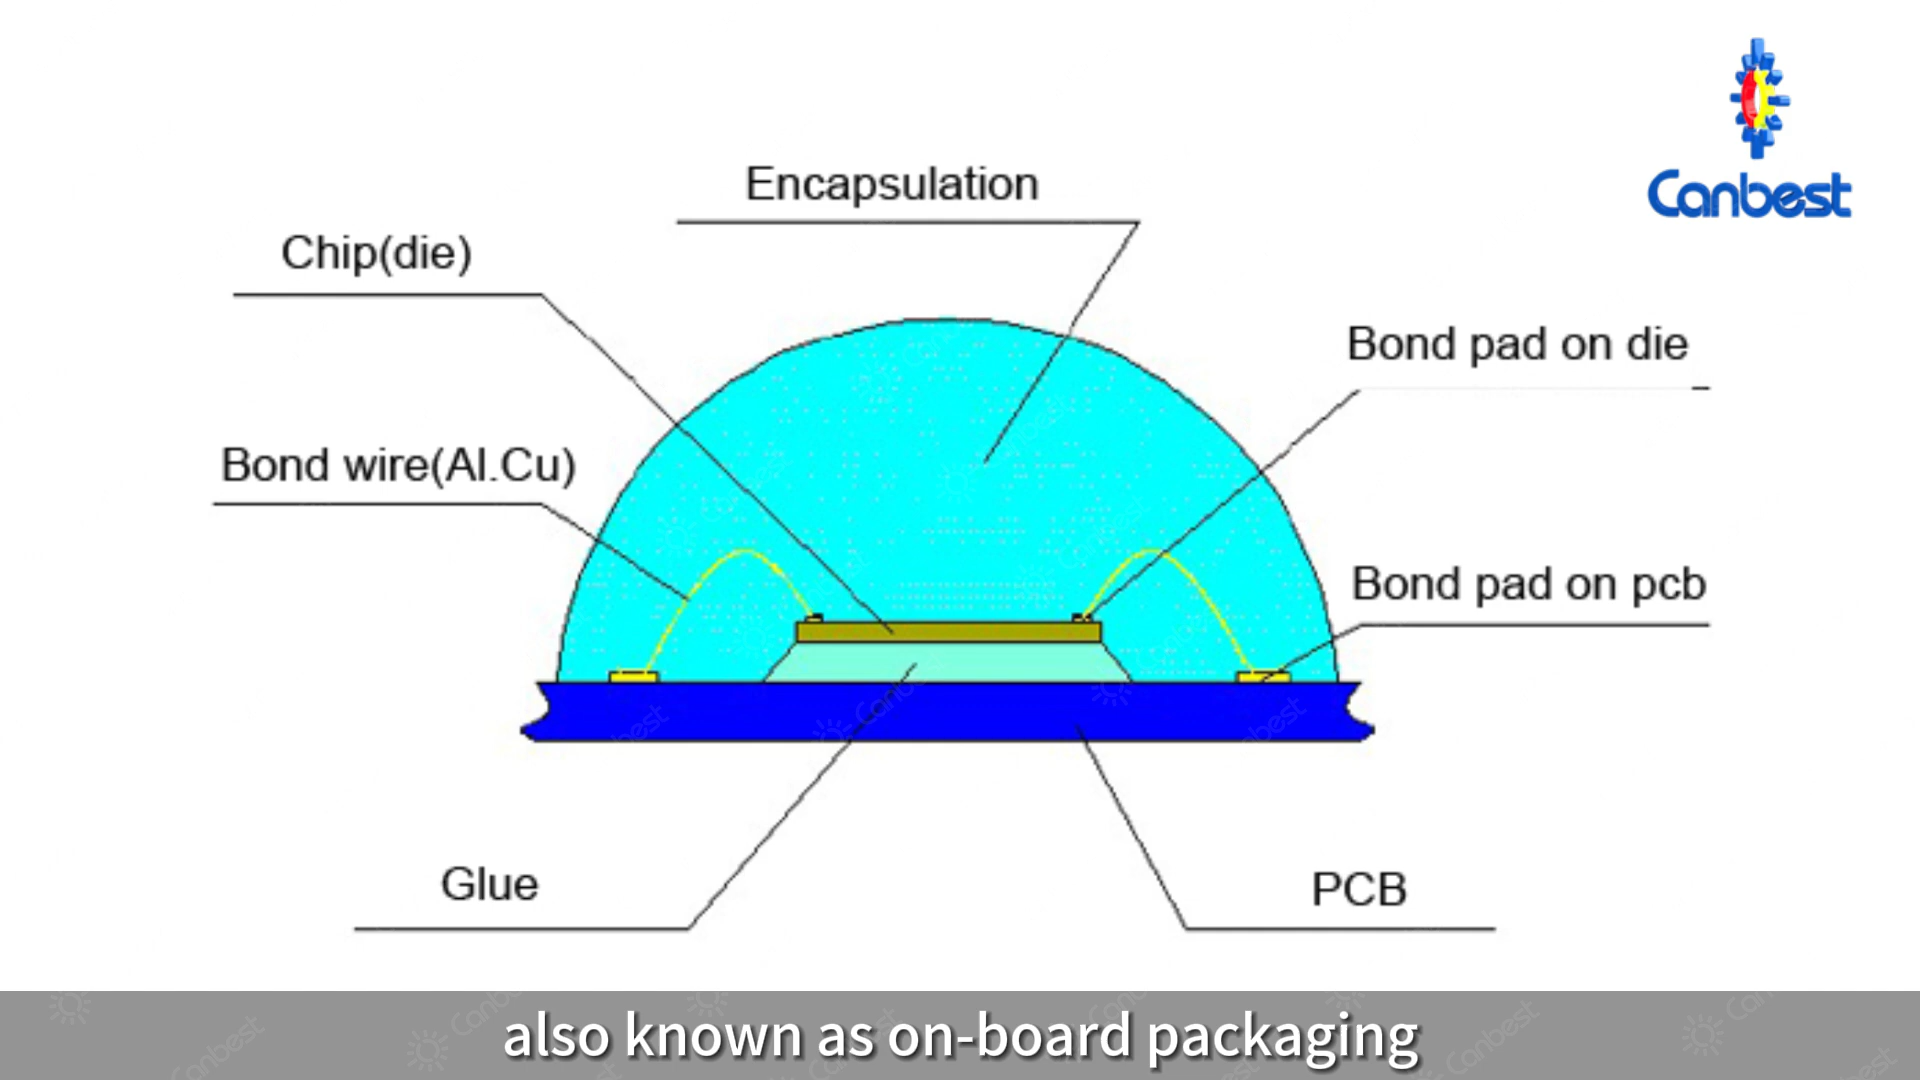 Canbest
Encapsulation
Chip(die)
Bond pad on die
Bond wire(Al.Cu)
Bond pad on pcb
Glue
PCB
also known as on-board packaging